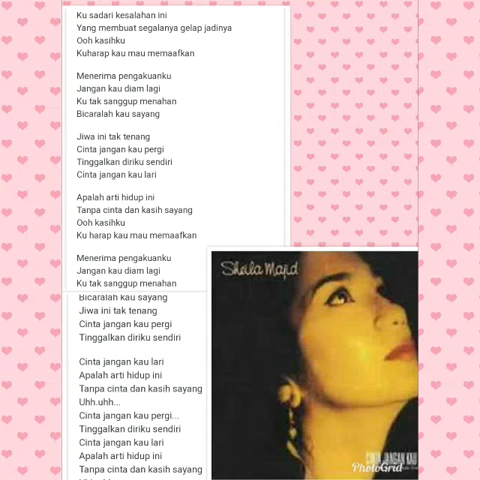 Ku sadari kesalahan ini
Yang membuat segalanya gelap jadinya
Ooh kasihku
Kuharap kau mau memaafkan
Menerima pengakuanku
Jangan kau diam lagi
Ku tak sanggup menahan
Bicaralah kau sayang
Jiwa ini tak tenang
Cinta jangan kau pergi
Tinggalkan diriku sendiri
Cinta jangan kau lari
Apalah arti hidup ini
Tanpa cinta dan kasih sayang
Ooh kasihku
Ku harap kau mau memaafkan
Menerima pengakuanku
Jangan kau diam lagi
Ku tak sanggup menahan
Bicaralah kau sayang
Jiwa ini tak tenang
Cinta jangan kau pergi
Tinggalkan diriku sendiri
Cinta jangan kau lari
Apalah arti hidup ini
Tanpa cinta dan kasih sayang
Uhh.uhh...
Cinta jangan kau pergi...
Tinggalkan diriku sendiri
Cinta jangan kau lari
Apalah arti hidup ini
Tanpa cinta dan kasih sayang
Sheila Majid
CINTA JANGAN KAU
PhotoGrid